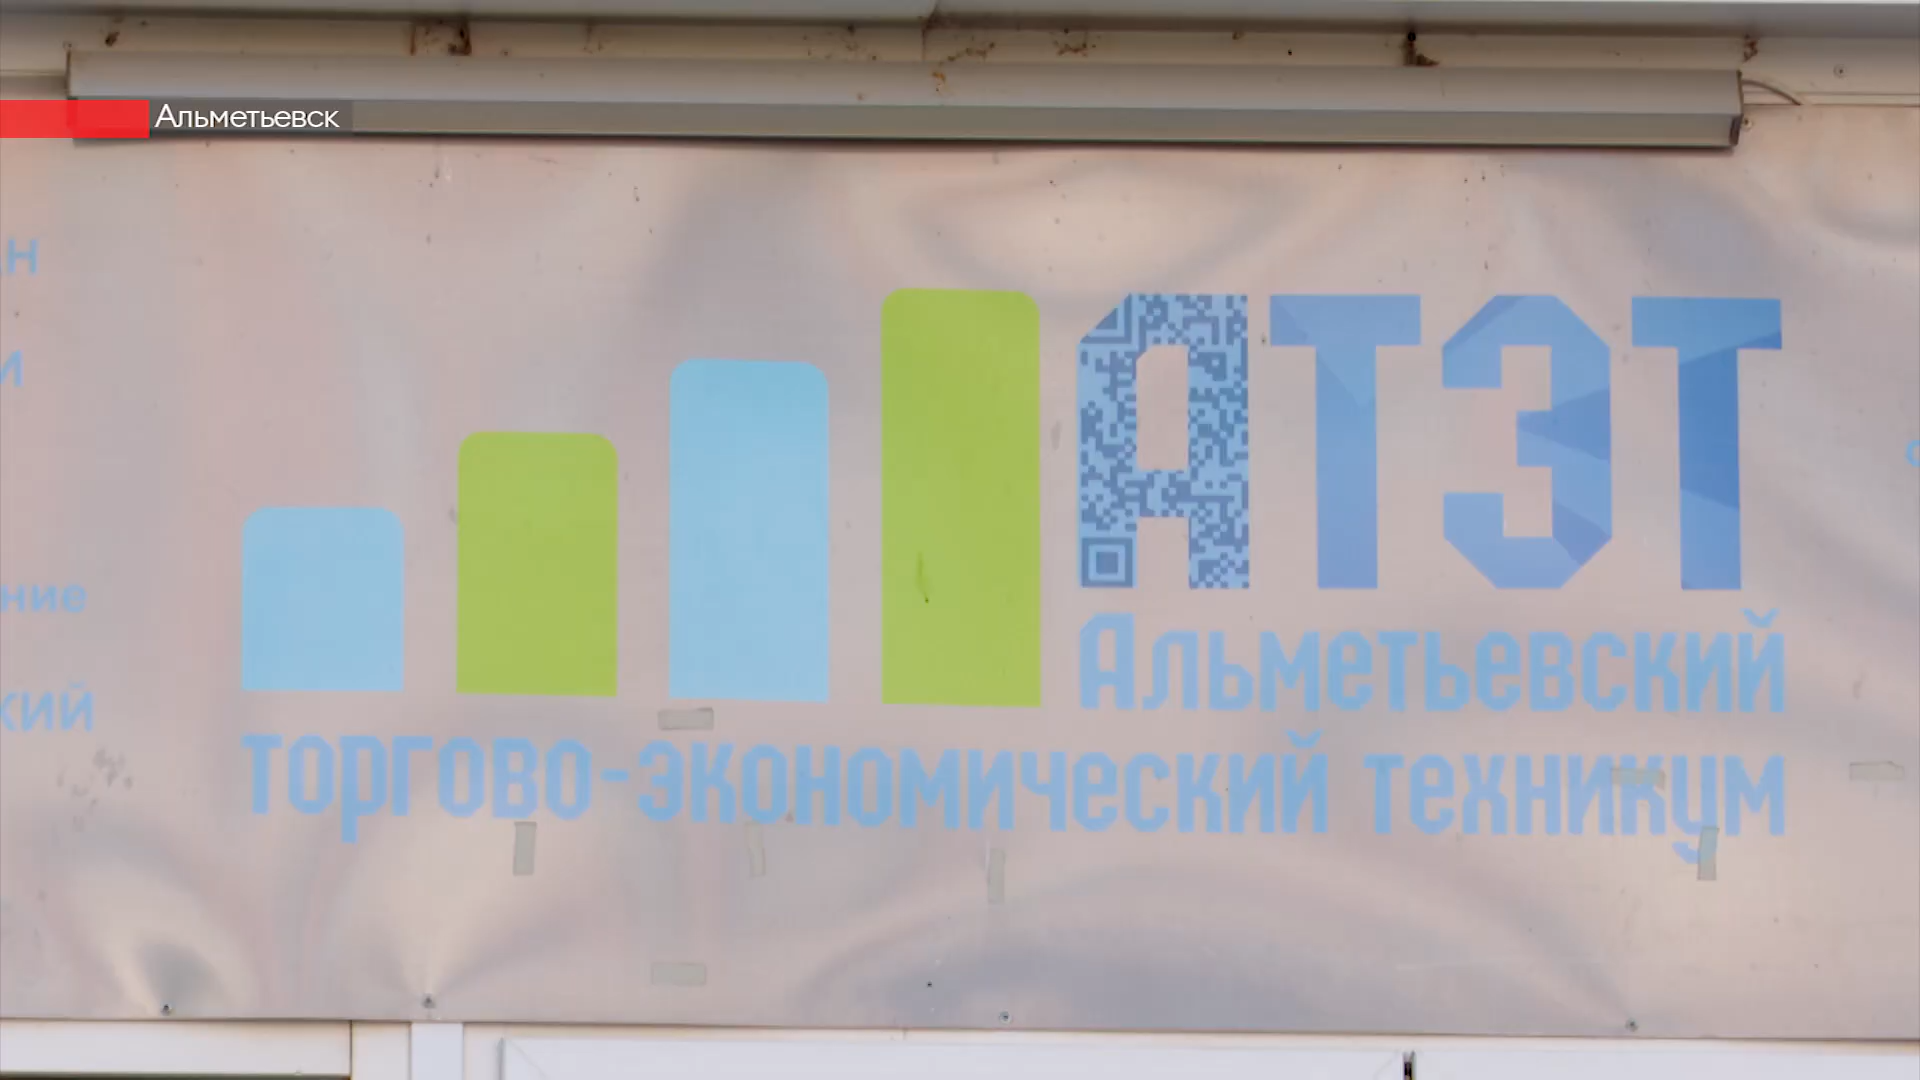 Альметьевск
АТЭТ
Альметьевский
торгово-экономический техникум